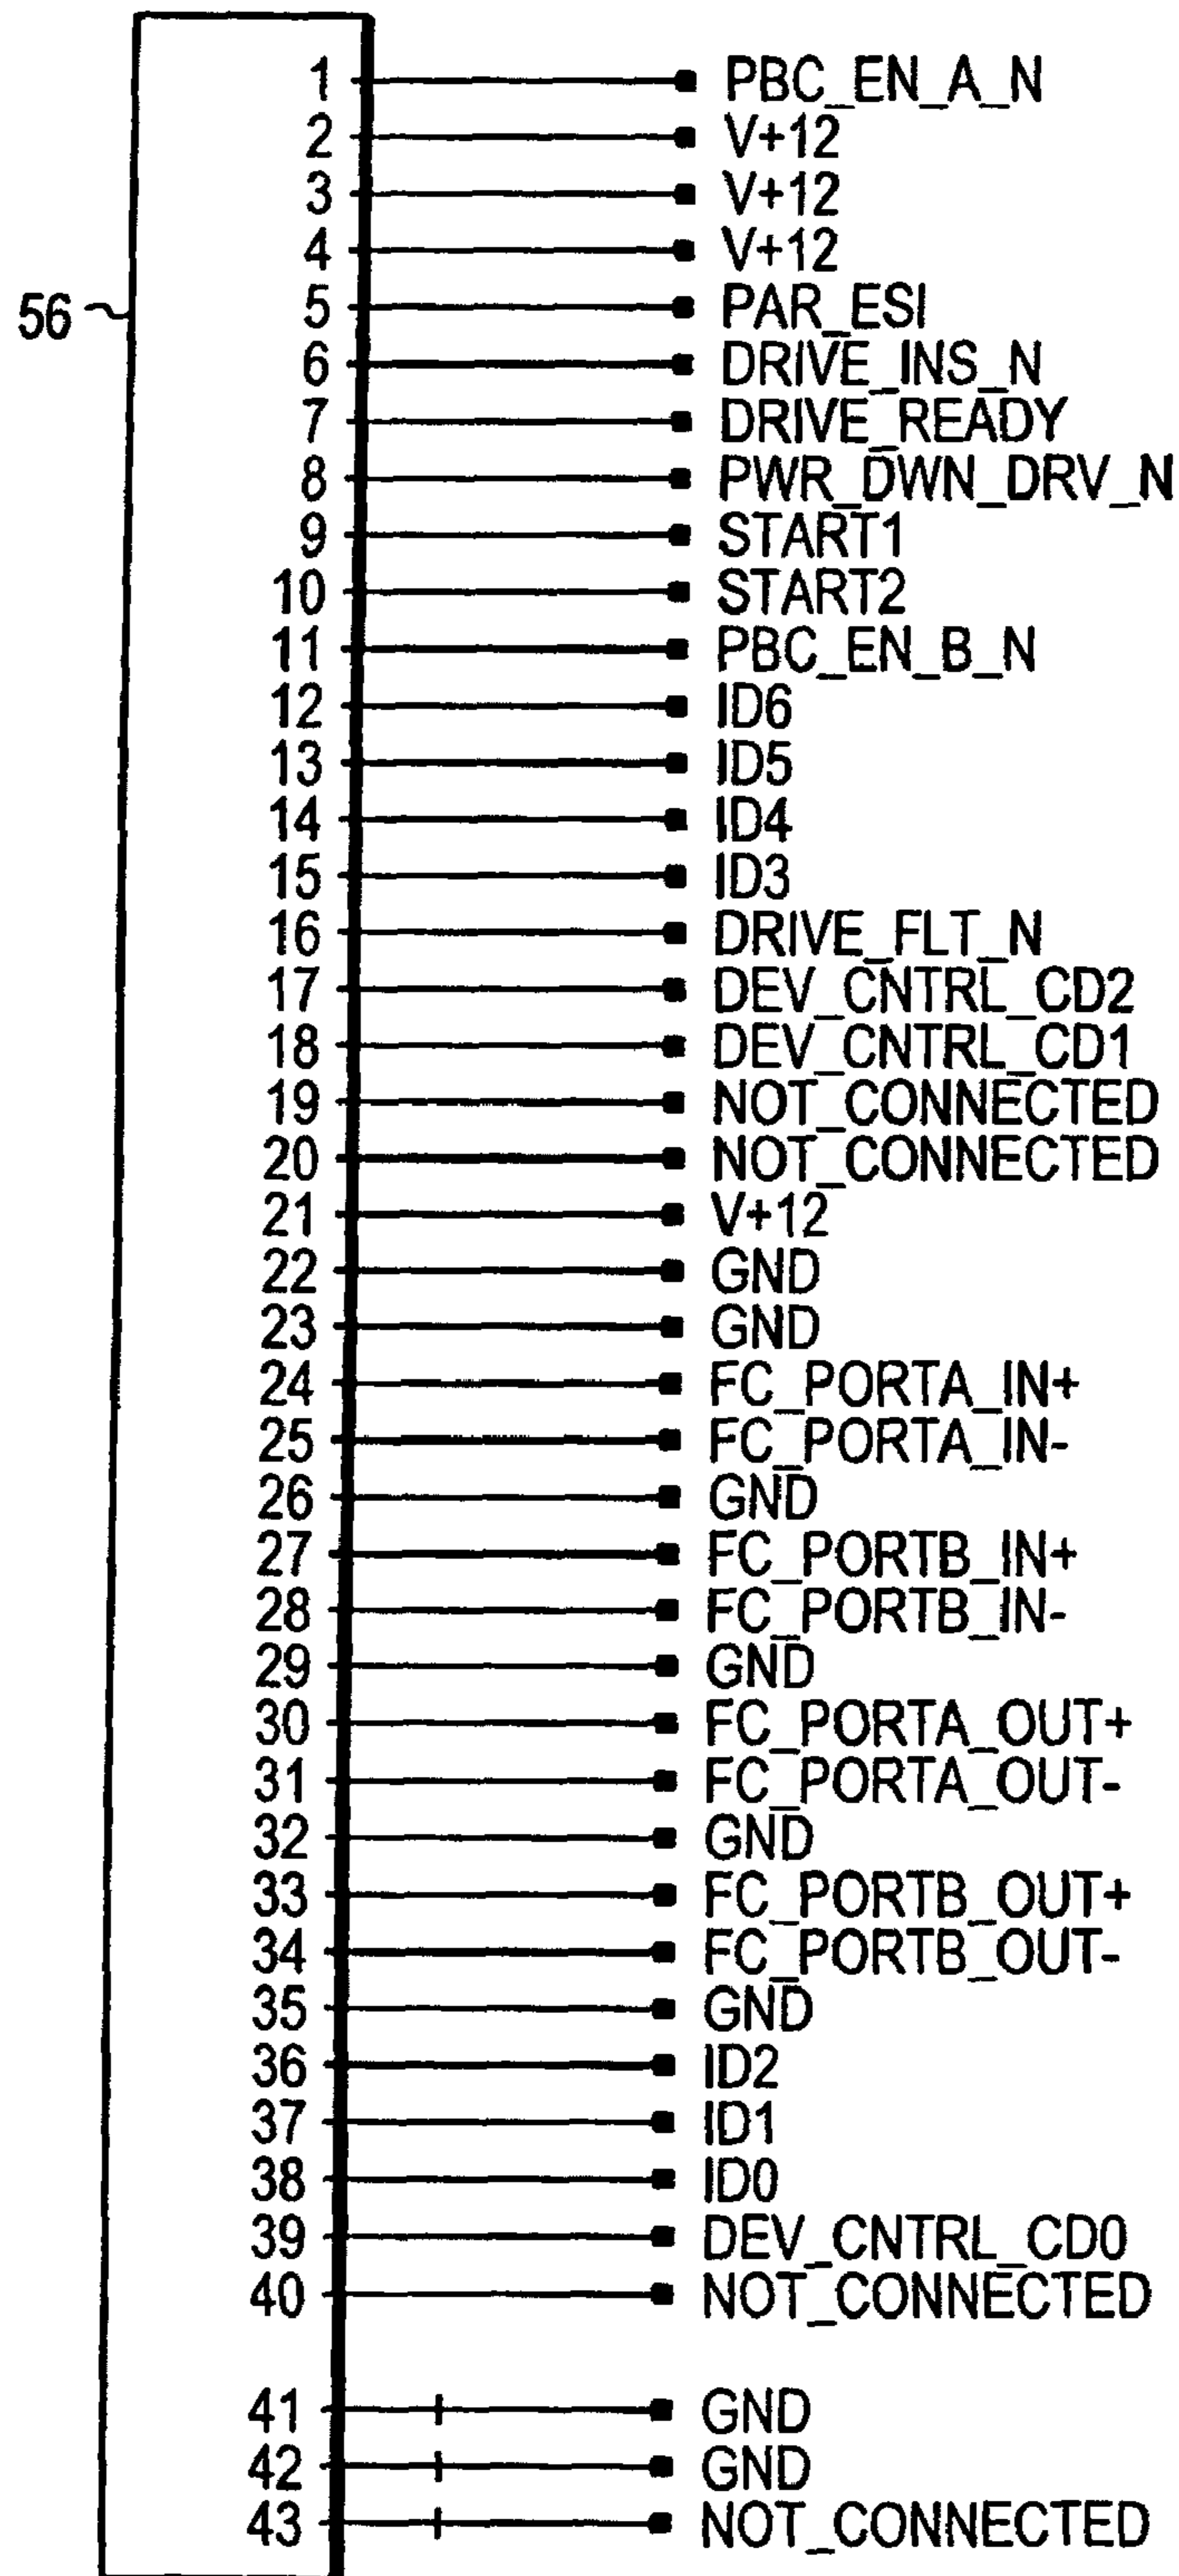 1 PBC_EN_A_N
2 V+12
3 V+12
4 V+12
56 5 PAR_ESI
6 DRIVE_INS_N
7 DRIVE_READY
8 PWR_DWN_DRV_N
9 START1
10 START2
11 PBC_EN_B_N
12 ID6
13 ID5
14 ID4
15 ID3
16 DRIVE_FLT_N
17 DEV_CNTRL_CD2
18 DEV_CNTRL_CD1
19 NOT_CONNECTED
20 NOT_CONNECTED
21 V+12
22 GND
23 GND
24 FC_PORTA_IN+
25 FC_PORTA_IN-
26 GND
27 FC_PORTB_IN+
28 FC_PORTB_IN-
29 GND
30 FC_PORTA_OUT+
31 FC_PORTA_OUT-
32 GND
33 FC_PORTB_OUT+
34 FC_PORTB_OUT-
35 GND
36 ID2
37 ID1
38 ID0
39 DEV_CNTRL_CD0
40 NOT_CONNECTED
41 GND
42 GND
43 NOT_CONNECTED